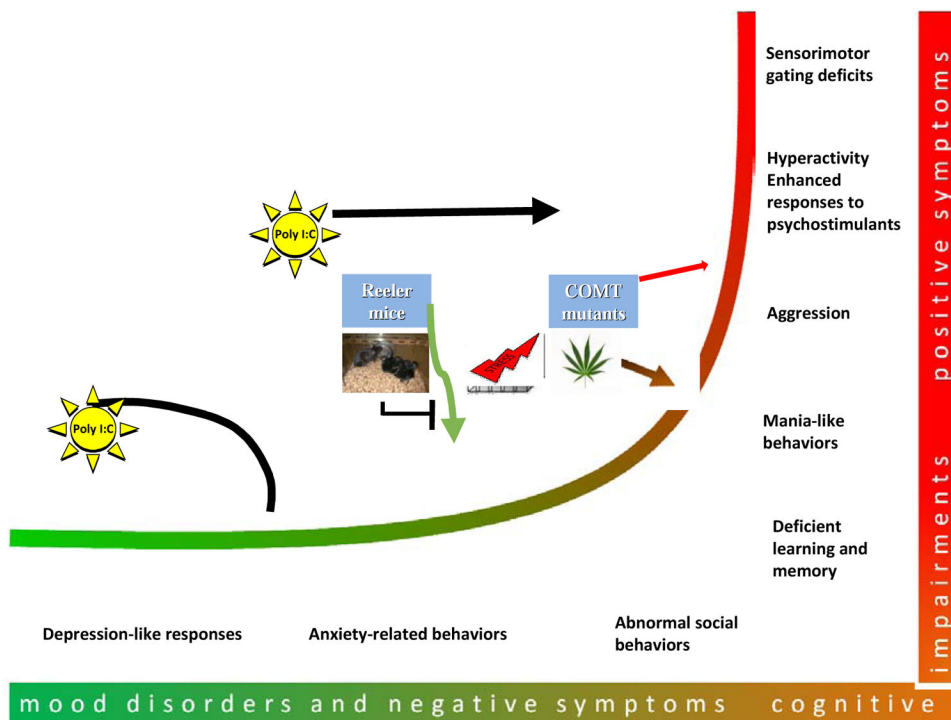 Sensorimotor
gating deficits
Hyperactivity
Enhanced
responses to
psychostimulants
Poly I:C
Reeler
mice
COMT
mutants
STRESS
Aggression
Poly I:C
Mania-like
behaviors
Deficient
learning and
memory
Depression-like responses
Anxiety-related behaviors
Abnormal social
behaviors
mood disorders and negative symptoms cognitive
impairments positive symptoms